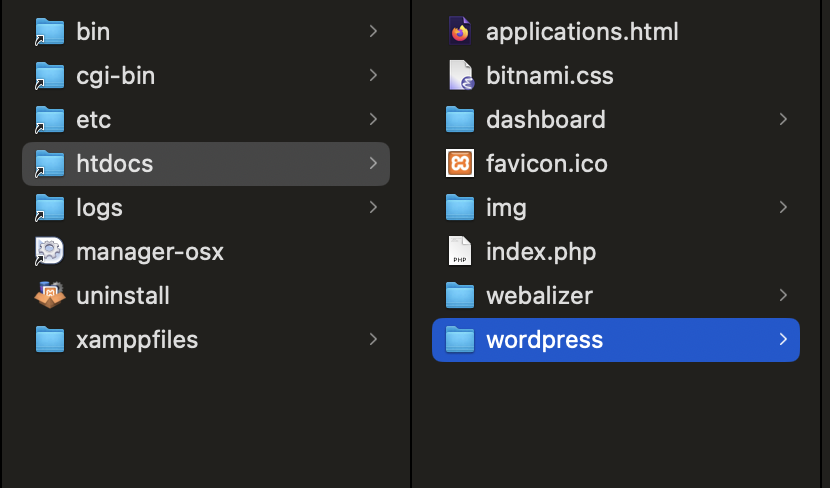 bin
cgi-bin
etc
htdocs
logs
manager-osx
uninstall
xamppfiles
applications.html
bitnami.css
dashboard
favicon.ico
img
index.php
PHP
webalizer
wordpress